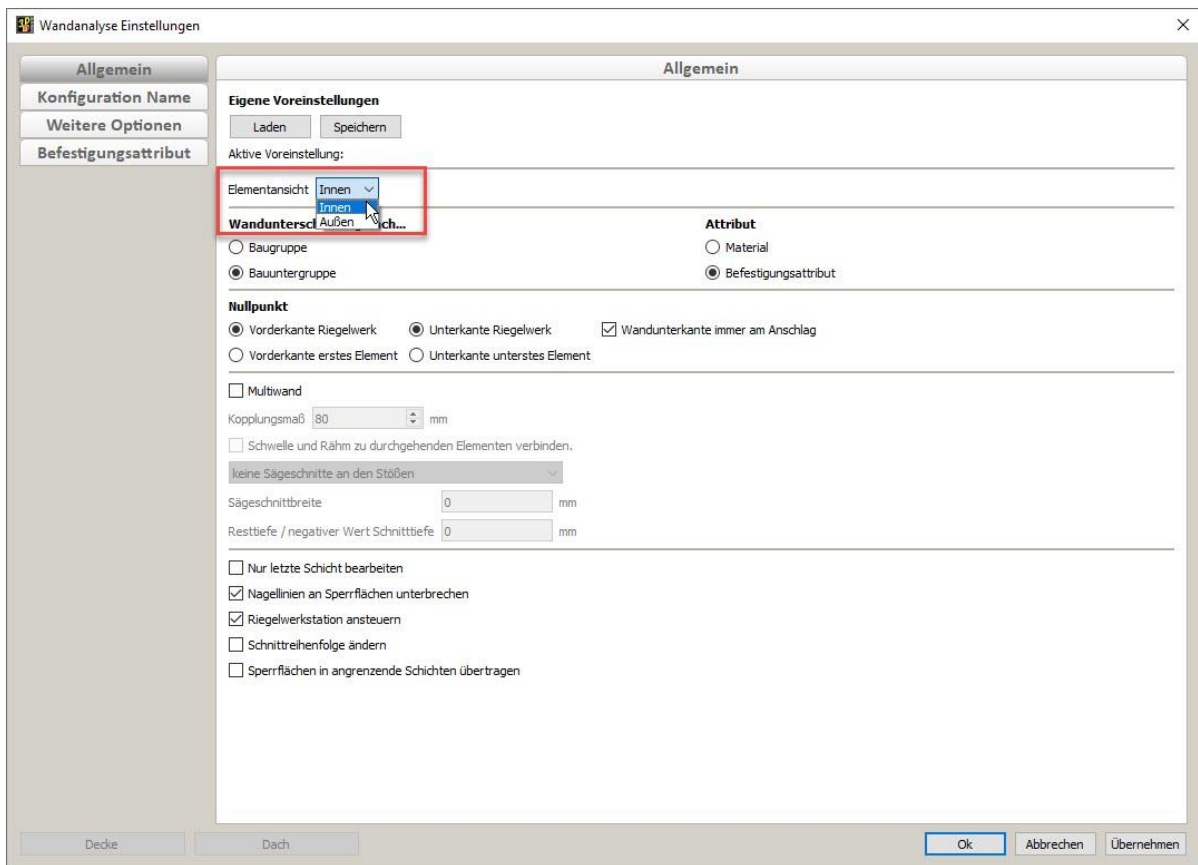 Wandanalyse Einstellungen
Allgemein
Konfiguration Name
Weitere Optionen
Befestigungsattribut
Allgemein
Eigene Voreinstellungen
Laden Speichern
Aktive Voreinstellung:
Elementansicht Innen
Innen
Außen
Attribut
Baugruppe Material
Bauuntergruppe Befestigungsattribut
Nullpunkt
Vorderkante Riegelwerk Unterkante Riegelwerk Wandunterkante immer am Anschlag
Vorderkante erstes Element Unterkante unterstes Element
Multiwand
Kopplungsmaß 80 mm
Schwelle und Rähm zu durchgehenden Elementen verbinden.
keine Sägeschnitte an den Stößen
Sägeschnittbreite 0 mm
Resttiefe / negativer Wert Schnitttiefe 0 mm
Nur letzte Schicht bearbeiten
Nagellinien an Sperrflächen unterbrechen
Riegelwerkstation ansteuern
Schnittreihenfolge ändern
Sperrflächen in angrenzende Schichten übertragen
Decke Dach Ok Abbrechen Übernehmen